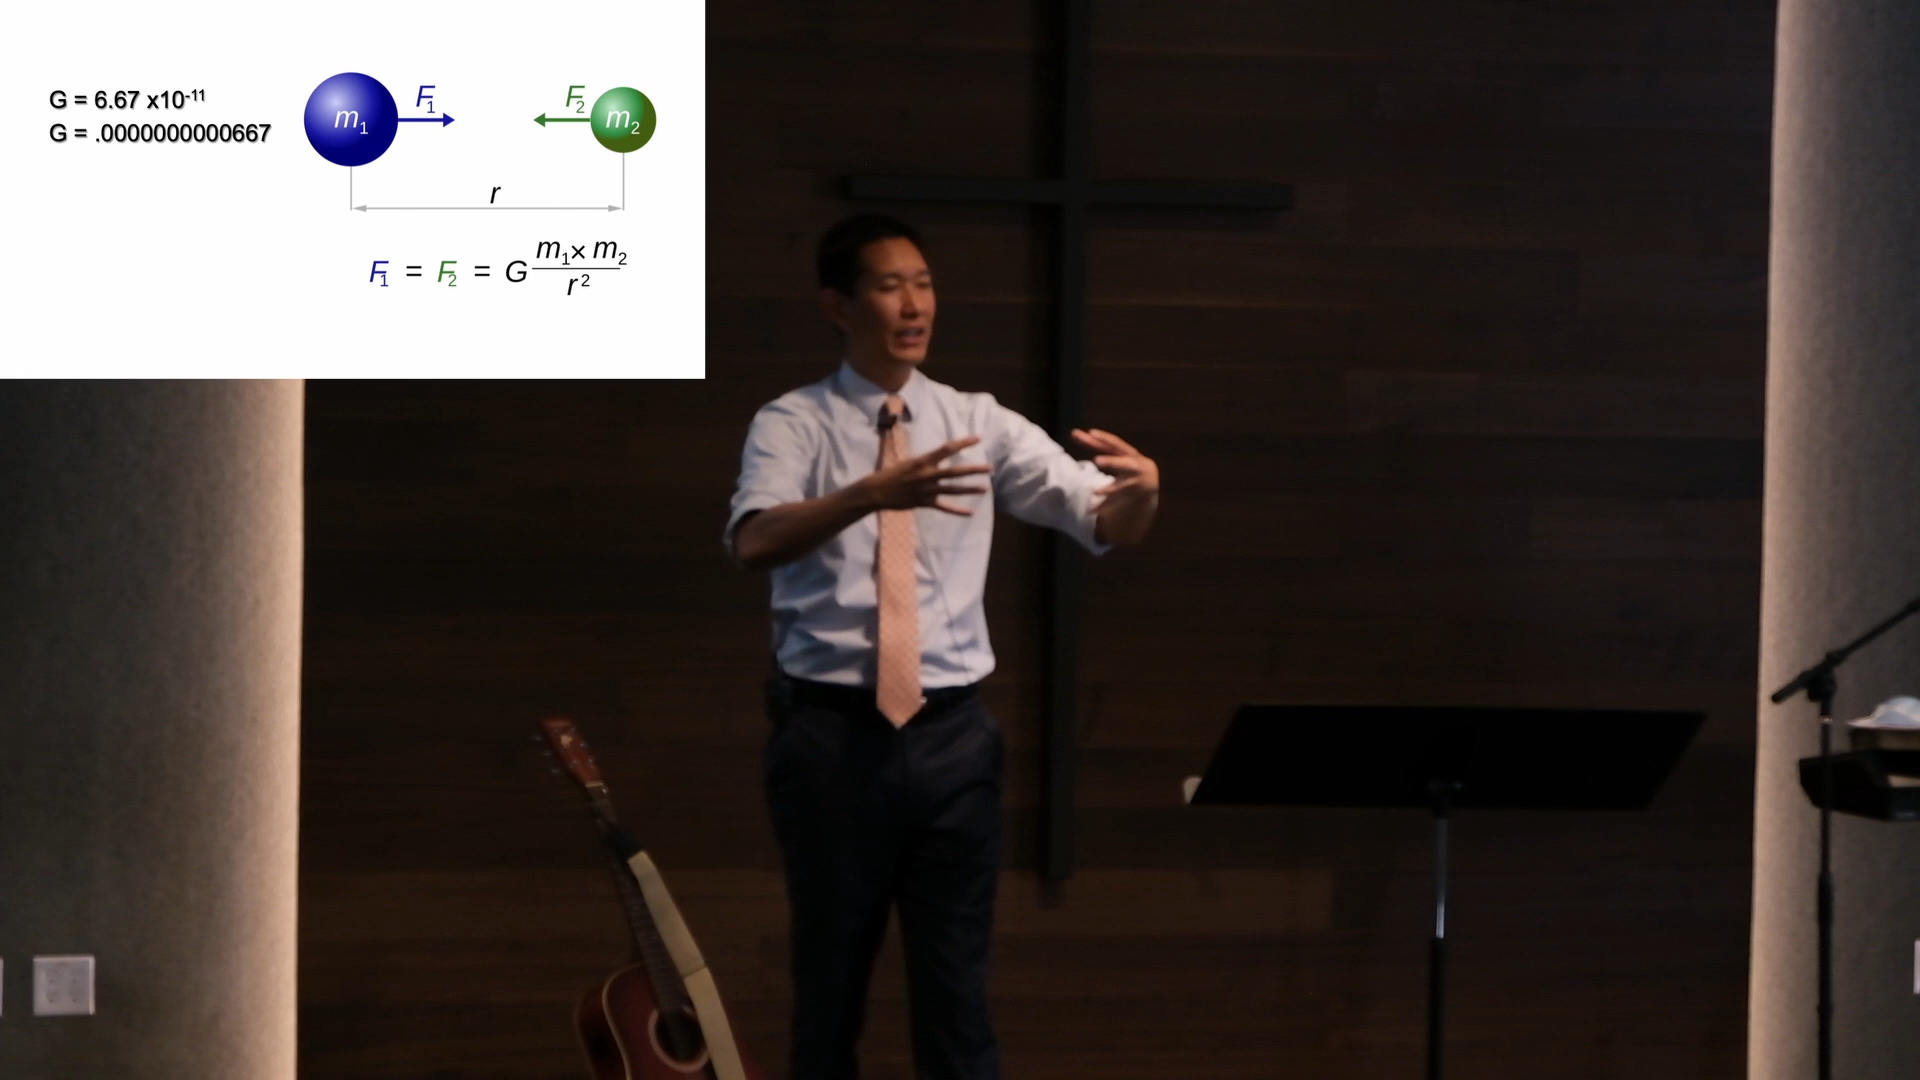 G = 6.67 x10⁻¹¹
G = .0000000000667
m₁ F₁ F₂ m₂
r
F₁ = F₂ = G m₁ x m₂ / r²